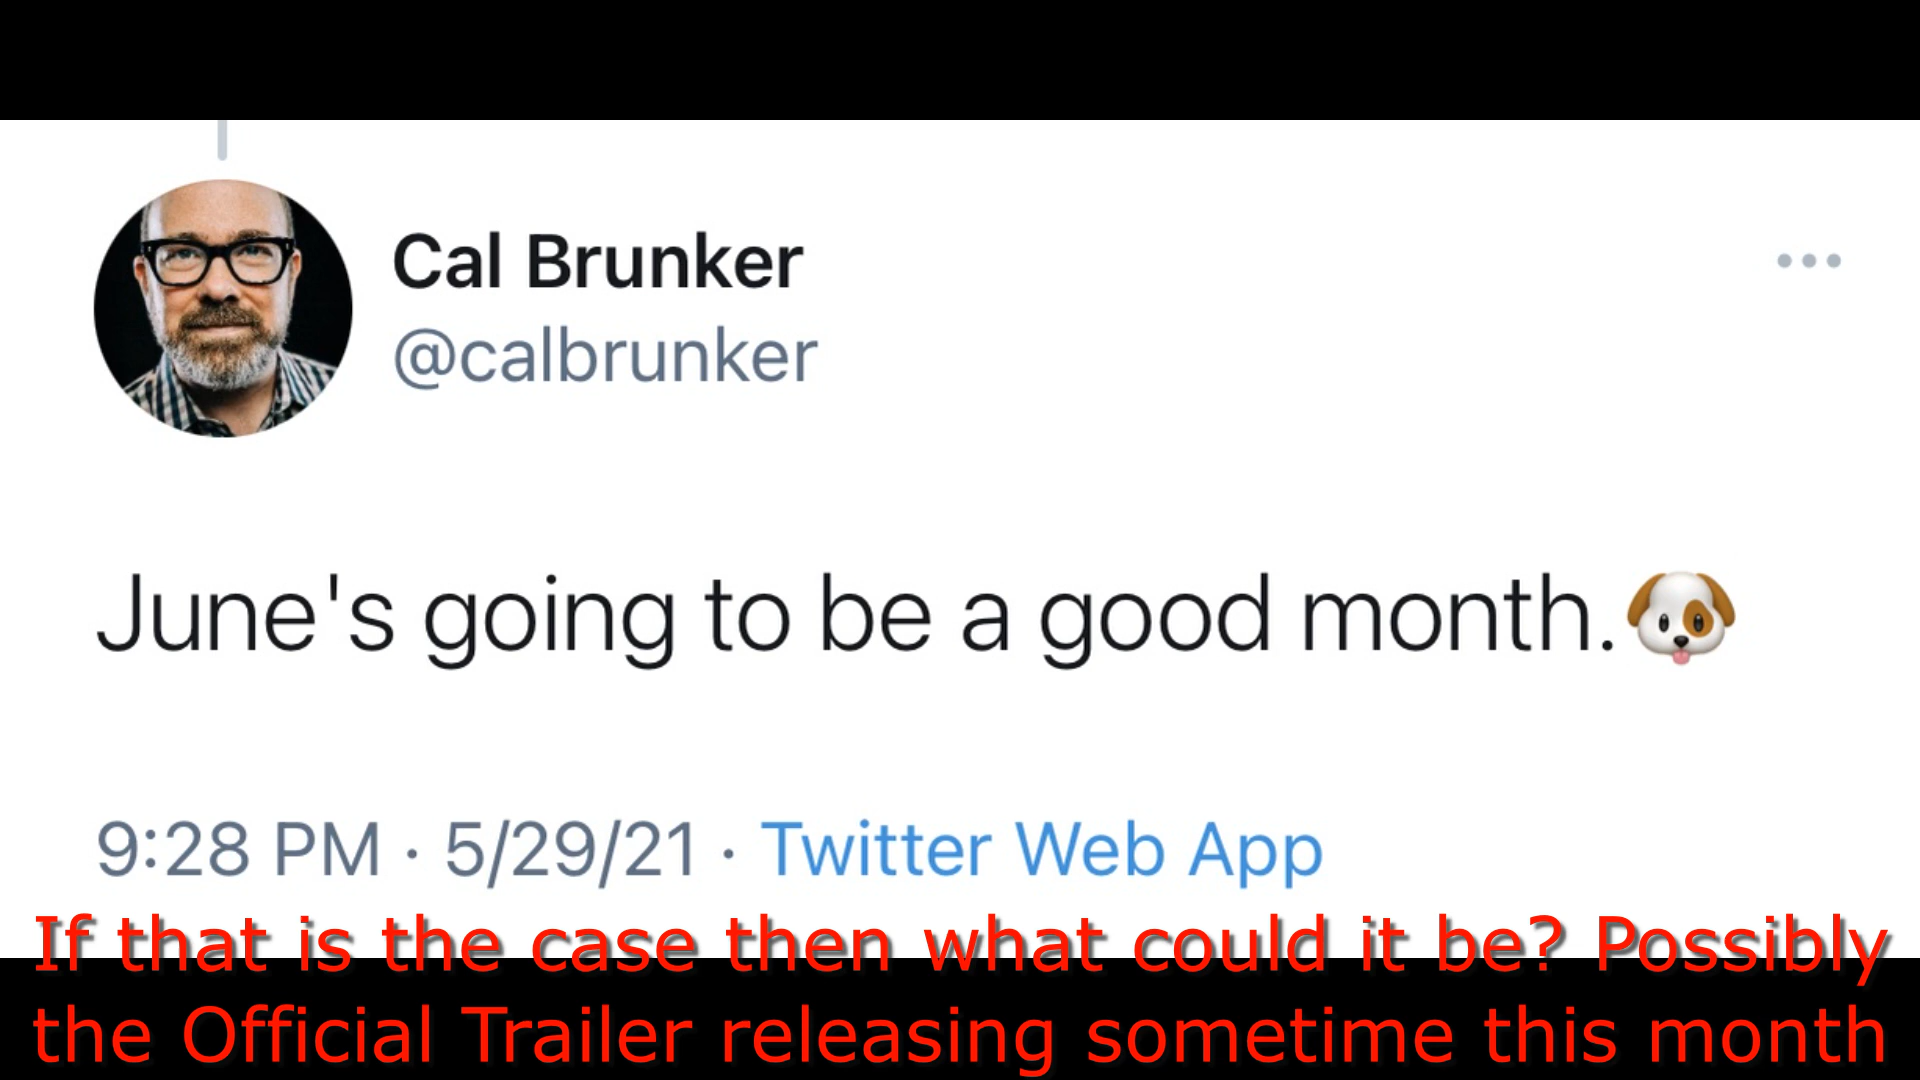 Cal Brunker
@calbrunker
June's going to be a good month.🐶
9:28 PM · 5/29/21 · Twitter Web App
If that is the case then what could it be? Possibly
the Official Trailer releasing sometime this month